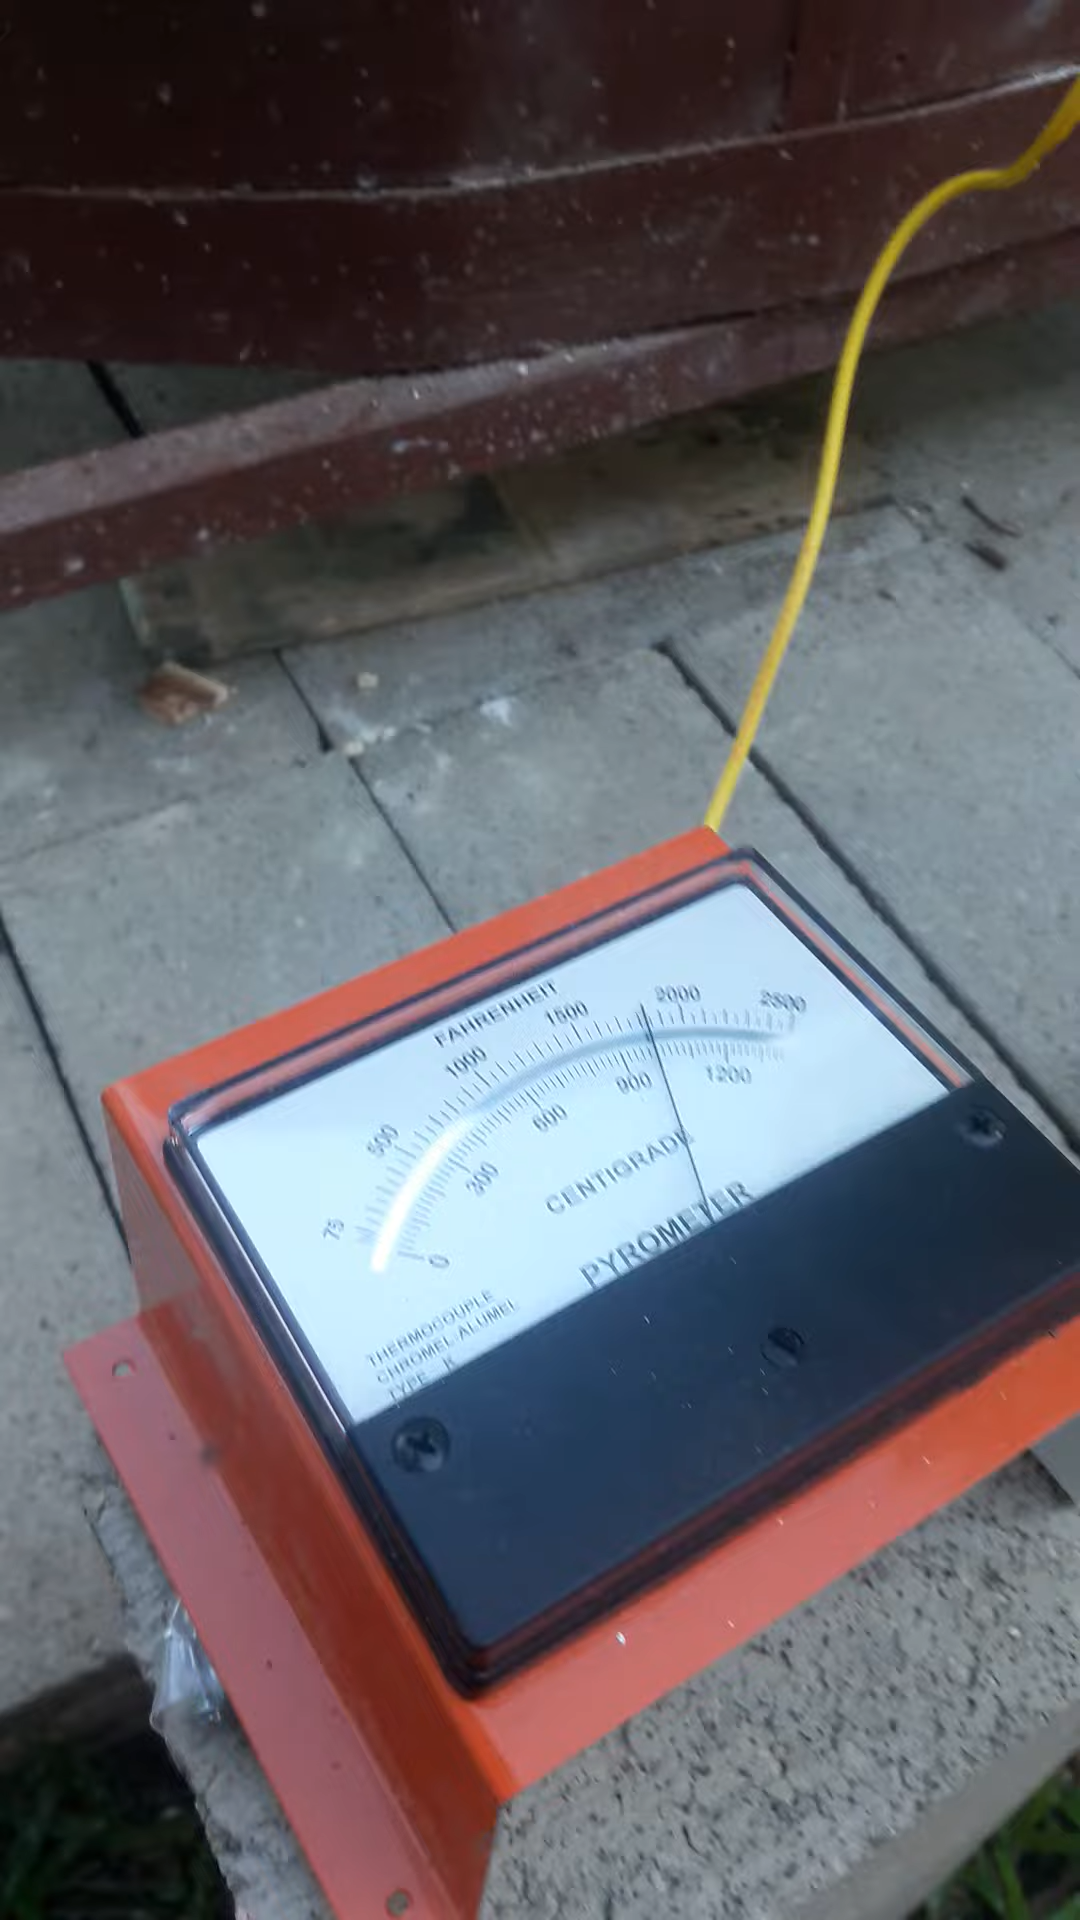 FAHRENHEIT
75 500 1000 1500 2000 2500
0 300 600 900 1200
CENTIGRADE
PYROMETER
THERMOCOUPLE
CHROMEL ALUMEL
TYPE K